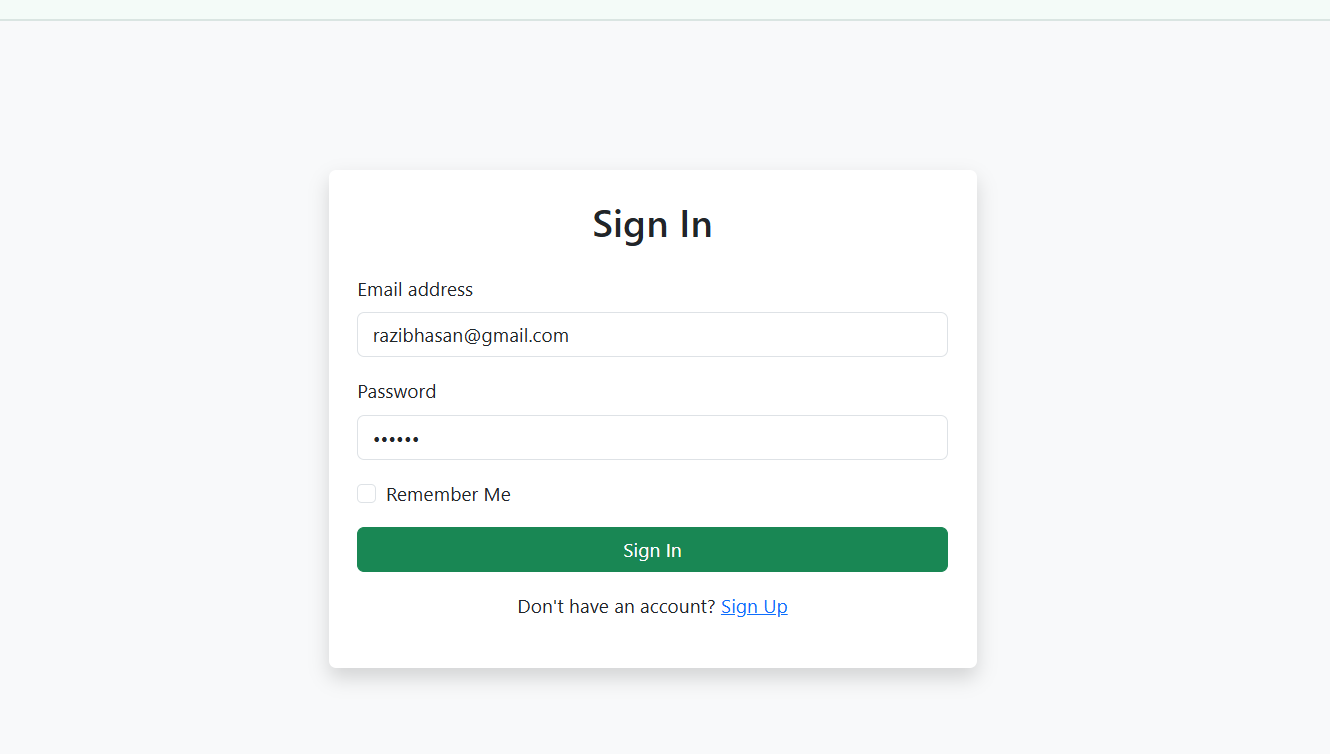 Sign In
Email address
razibhasan@gmail.com
Password
••••••
Remember Me
Sign In
Don't have an account? Sign Up